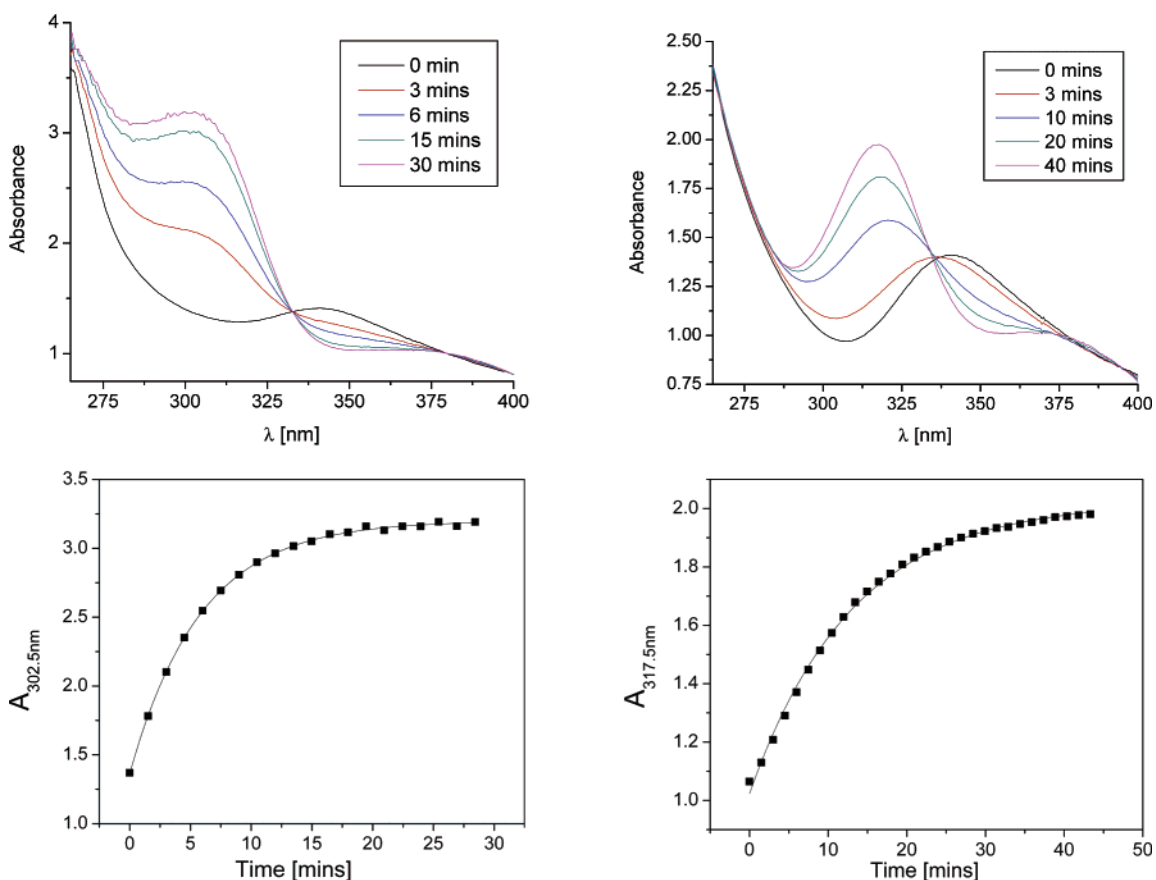 4
3
2
1
Absorbance
0 min
3 mins
6 mins
15 mins
30 mins
275 300 325 350 375 400
λ [nm]
2.50
2.25
2.00
1.75
1.50
1.25
1.00
0.75
Absorbance
0 mins
3 mins
10 mins
20 mins
40 mins
275 300 325 350 375 400
λ [nm]
3.5
3.0
2.5
2.0
1.5
1.0
A302.5nm
0 5 10 15 20 25 30
Time [mins]
2.0
1.8
1.6
1.4
1.2
1.0
A317.5nm
0 10 20 30 40 50
Time [mins]